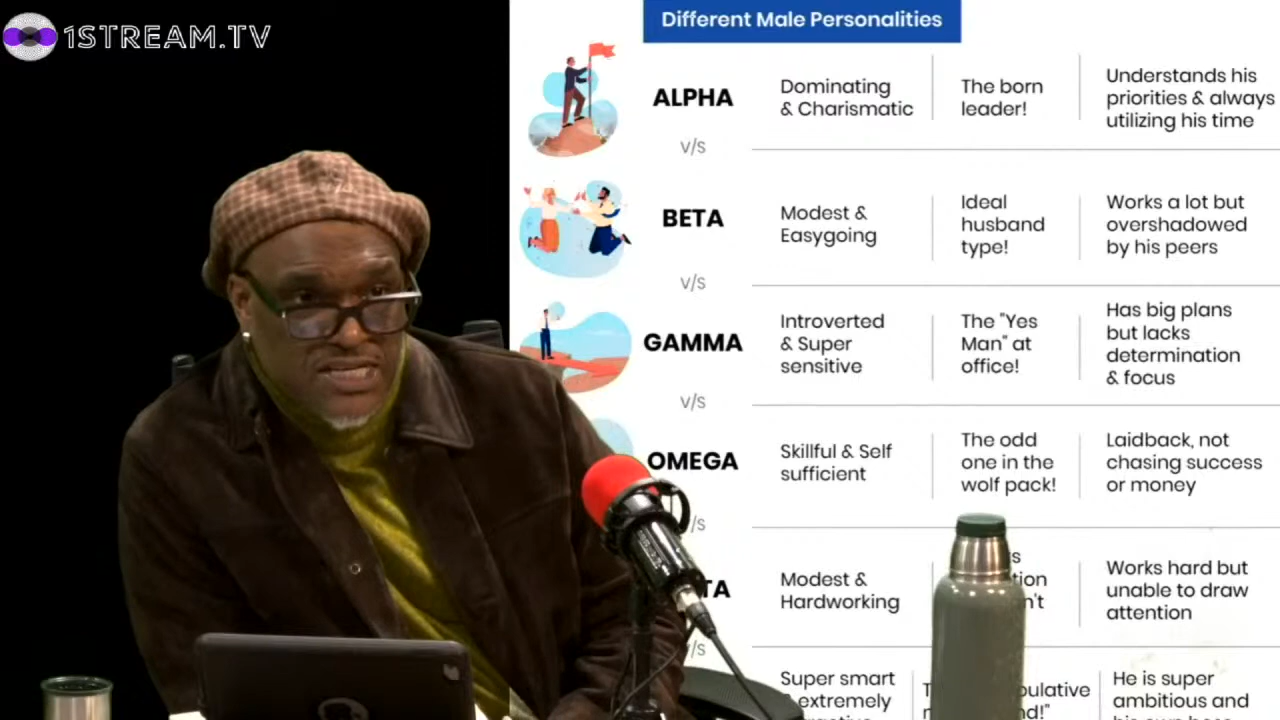 1STREAM.TV
Different Male Personalities
ALPHA
Dominating
& Charismatic
The born
leader!
Understands his
priorities & always
utilizing his time
V/S
BETA
Modest &
Easygoing
Ideal
husband
type!
Works a lot but
overshadowed
by his peers
V/S
GAMMA
Introverted
& Super
sensitive
The "Yes
Man" at
office!
Has big plans
but lacks
determination
& focus
V/S
OMEGA
Skillful & Self
sufficient
The odd
one in the
wolf pack!
Laidback, not
chasing success
or money
Modest &
Hardworking
Works hard but
unable to draw
attention
Super smart
extremely
He is super
ambitious and